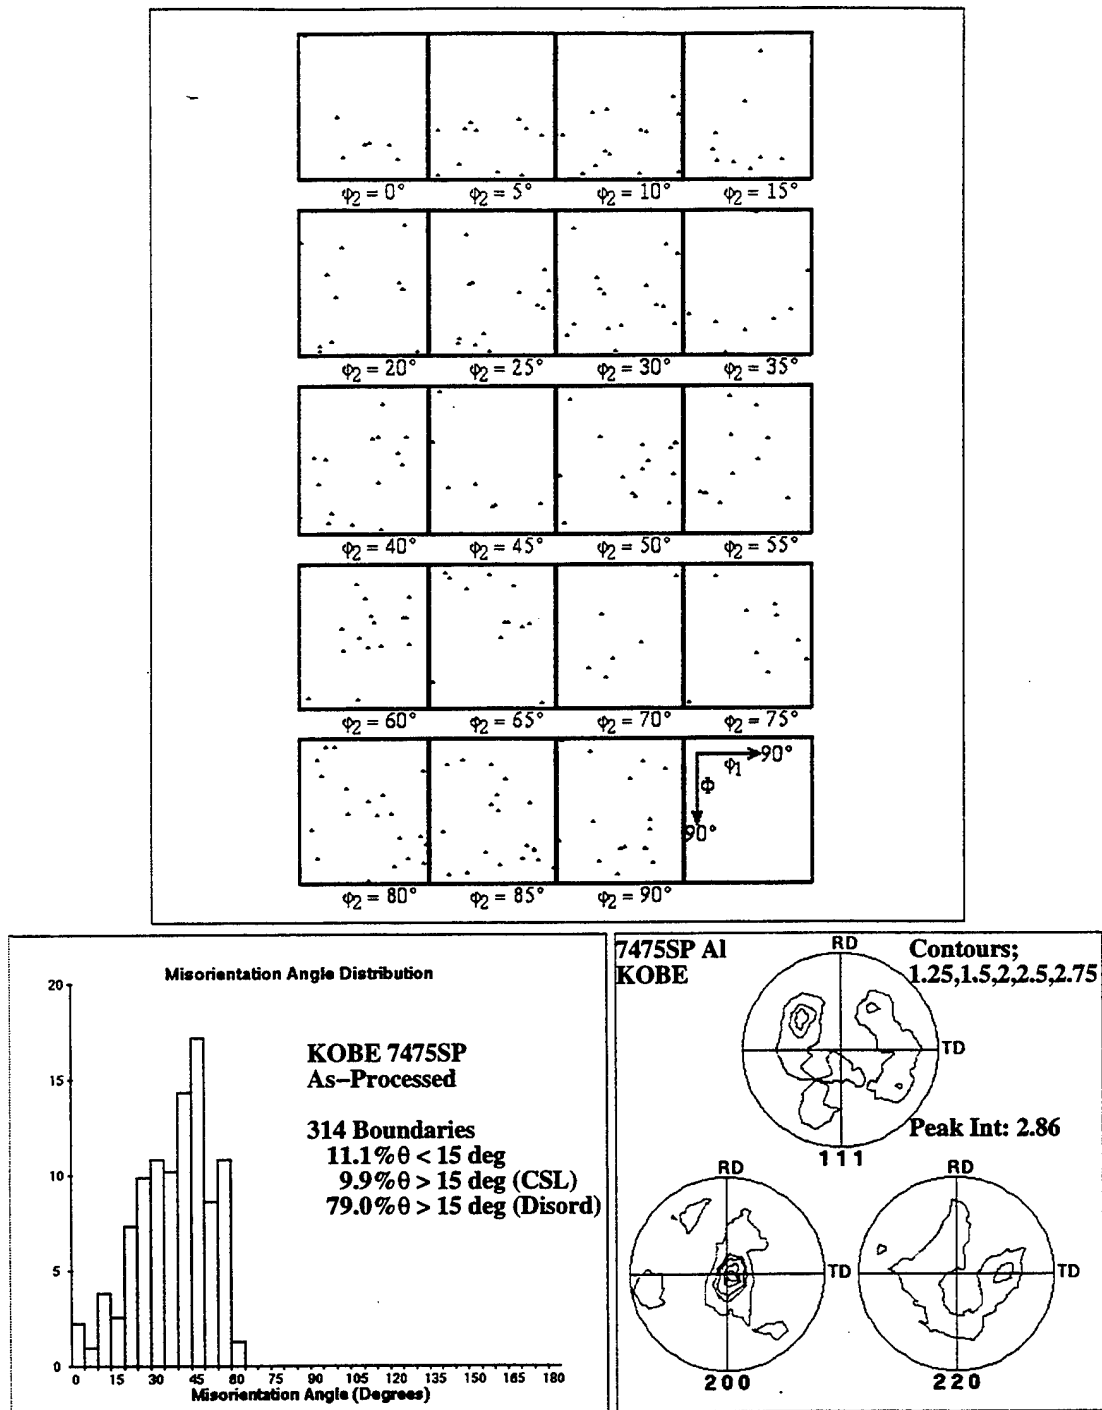 φ2 = 0° φ2 = 5° φ2 = 10° φ2 = 15°
φ2 = 20° φ2 = 25° φ2 = 30° φ2 = 35°
φ2 = 40° φ2 = 45° φ2 = 50° φ2 = 55°
φ2 = 60° φ2 = 65° φ2 = 70° φ2 = 75°
90°
φ1
Φ
90°
φ2 = 80° φ2 = 85° φ2 = 90°
Misorientation Angle Distribution
20
15
10
5
0
KOBE 7475SP
As-Processed
314 Boundaries
11.1%θ < 15 deg
9.9%θ > 15 deg (CSL)
79.0%θ > 15 deg (Disord)
0 15 30 45 60 75 90 105 120 135 150 165 180
Misorientation Angle (Degrees)
7475SP Al
KOBE
RD
Contours;
1.25,1.5,2,2.5,2.75
TD
Peak Int: 2.86
111
RD
TD
200
RD
TD
220